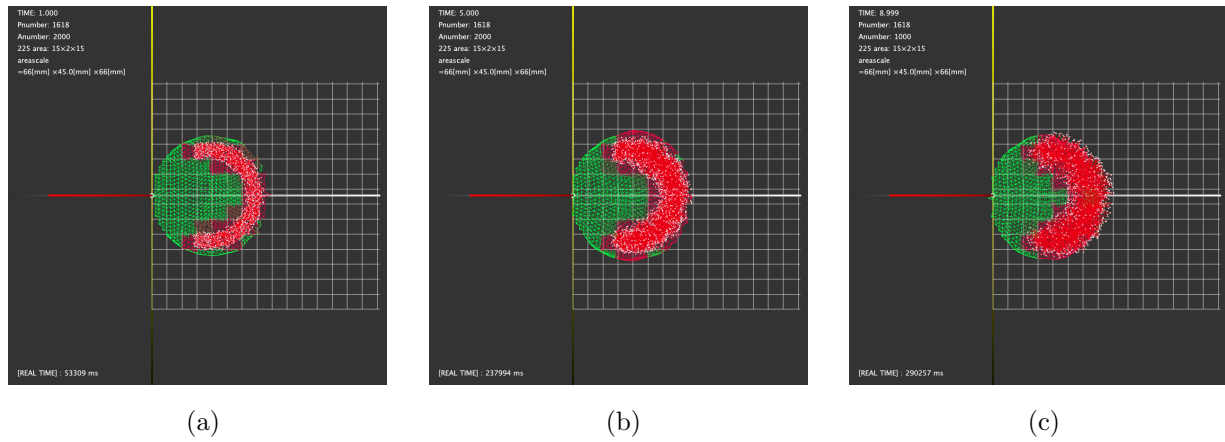 TIME: 1.000
Pnumber: 1618
Anumber: 2000
225 area: 15×2×15
areascale
=66[mm] ×45.0[mm] ×66[mm]
[REAL TIME] : 53309 ms
(a)
TIME: 5.000
Pnumber: 1618
Anumber: 2000
225 area: 15×2×15
areascale
=66[mm] ×45.0[mm] ×66[mm]
[REAL TIME] : 237994 ms
(b)
TIME: 8.999
Pnumber: 1618
Anumber: 1000
225 area: 15×2×15
areascale
=66[mm] ×45.0[mm] ×66[mm]
[REAL TIME] : 290257 ms
(c)